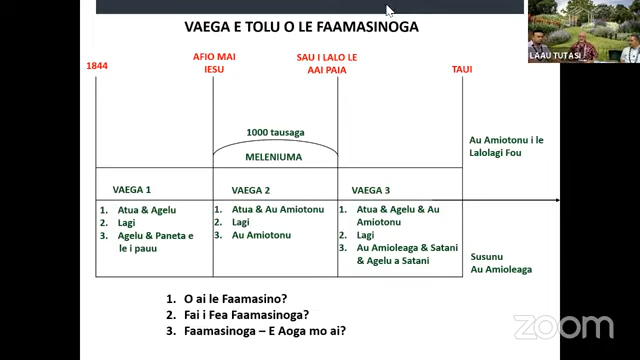 VAEGA E TOLU O LE FAAMASINOGA
LAAU TUTASI
1844
AFIO MAI
IESU
SAU I LALO LE
AAI PAIA
TAUI
1000 tausaga
MELENIUMA
Au Amiotonu i le
Lalolagi Fou
VAEGA 1
1. Atua & Agelu
2. Lagi
3. Agelu & Paneta e
le i pauu
VAEGA 2
1. Atua & Au Amiotonu
2. Lagi
3. Au Amiotonu
VAEGA 3
1. Atua & Agelu & Au
Amiotonu
2. Lagi
3. Au Amioleaga & Satani
& Agelu a Satani
Susunu
Au Amioleaga
1. O ai le Faamasino?
2. Fai i Fea Faamasinoga?
3. Faamasinoga – E Aoga mo ai?
zoom